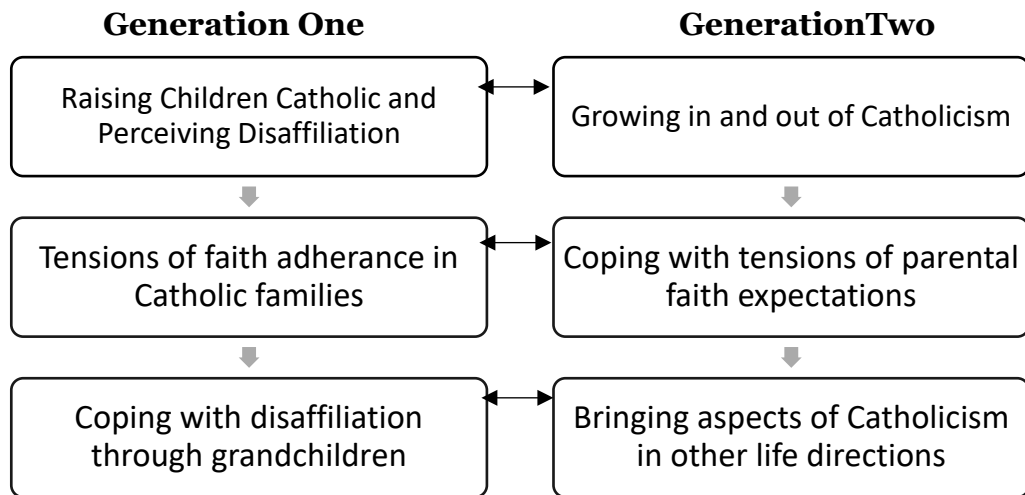 Generation One
GenerationTwo
Raising Children Catholic and
Perceiving Disaffiliation
Growing in and out of Catholicism
Tensions of faith adherance in
Catholic families
Coping with tensions of parental
faith expectations
Coping with disaffiliation
through grandchildren
Bringing aspects of Catholicism
in other life directions